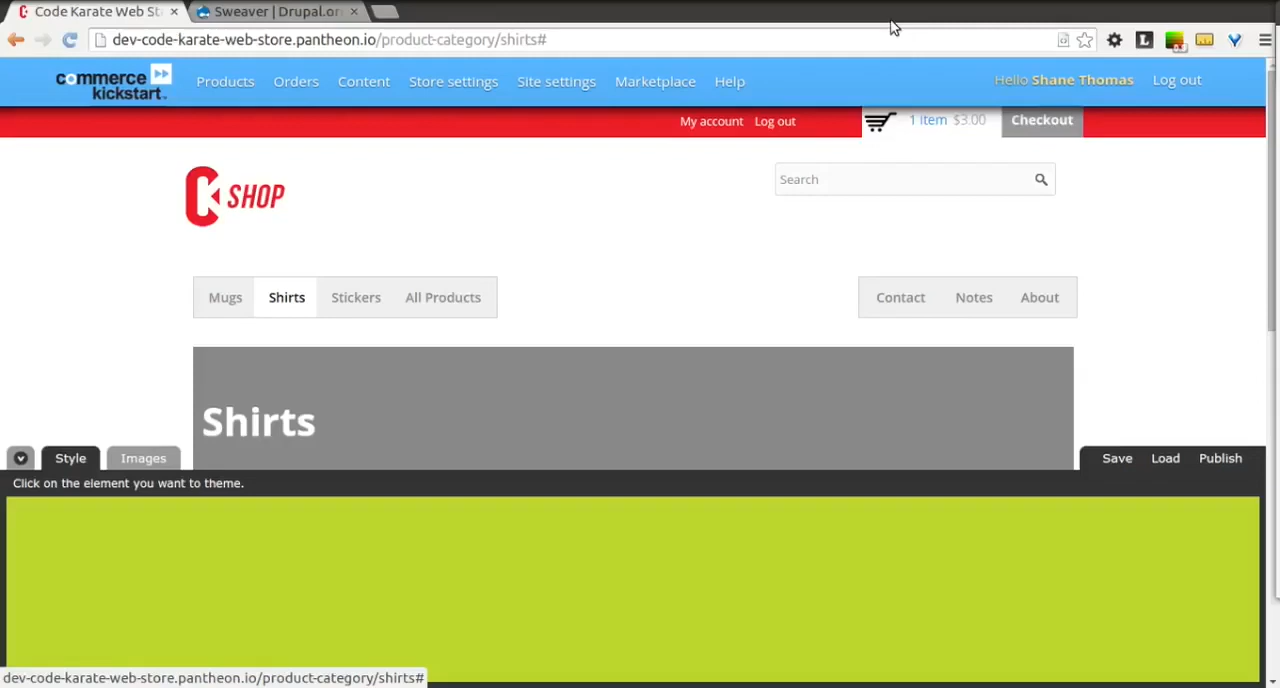 Code Karate Web St
Sweaver | Drupal.or
dev-code-karate-web-store.pantheon.io/product-category/shirts#
commerce kickstart
Products Orders Content Store settings Site settings Marketplace Help
Hello Shane Thomas Log out
My account Log out
1 item $3.00 Checkout
SHOP
Search
Mugs Shirts Stickers All Products
Contact Notes About
Shirts
Style Images
Save Load Publish
Click on the element you want to theme.
dev-code-karate-web-store.pantheon.io/product-category/shirts#